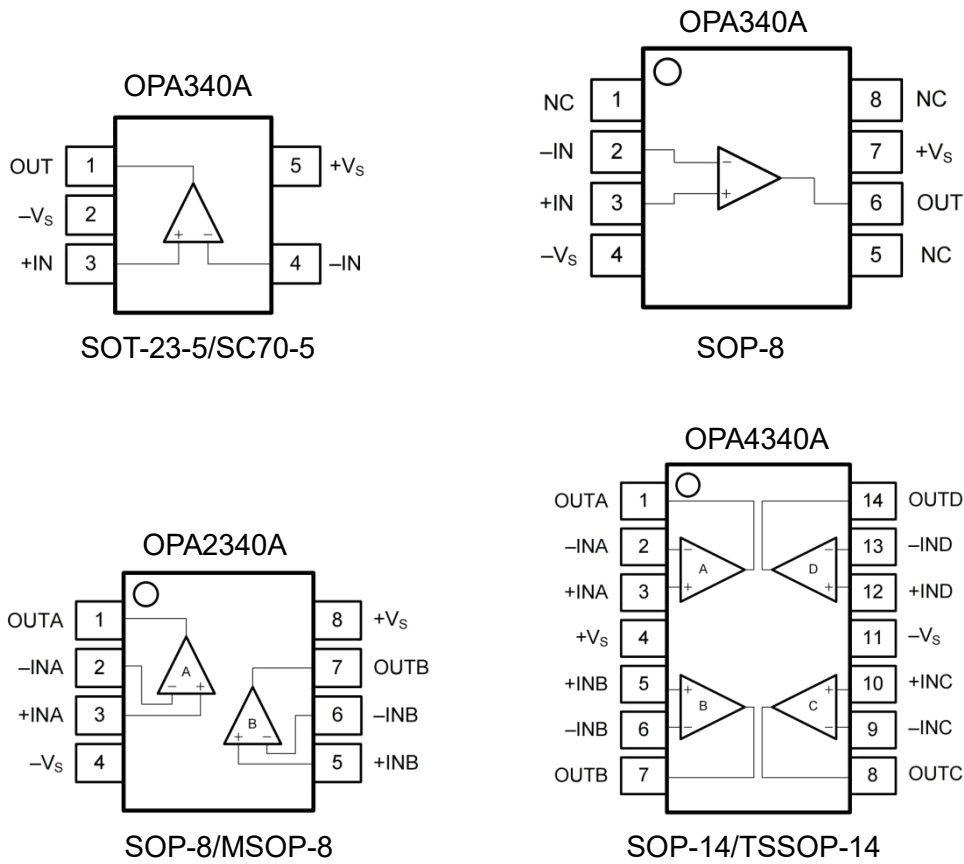 OPA340A
OUT 1 5 +VS
–VS 2
+IN 3 + – 4 –IN
SOT-23-5/SC70-5
OPA340A
NC 1 8 NC
–IN 2 – 7 +VS
+IN 3 + 6 OUT
–VS 4 5 NC
SOP-8
OPA2340A
OUTA 1 8 +VS
–INA 2 A 7 OUTB
– +
+INA 3 B 6 –INB
+ –
–VS 4 5 +INB
SOP-8/MSOP-8
OPA4340A
OUTA 1 14 OUTD
–INA 2 – – 13 –IND
A D
+INA 3 + + 12 +IND
+VS 4 11 –VS
+INB 5 + + 10 +INC
B C
–INB 6 – – 9 –INC
OUTB 7 8 OUTC
SOP-14/TSSOP-14